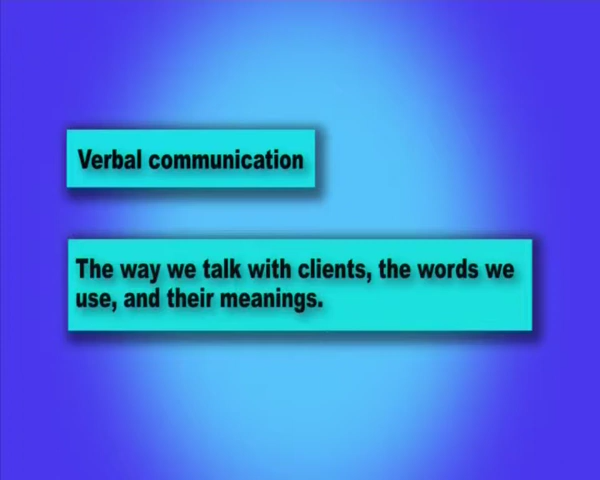 Verbal communication
The way we talk with clients, the words we
use, and their meanings.